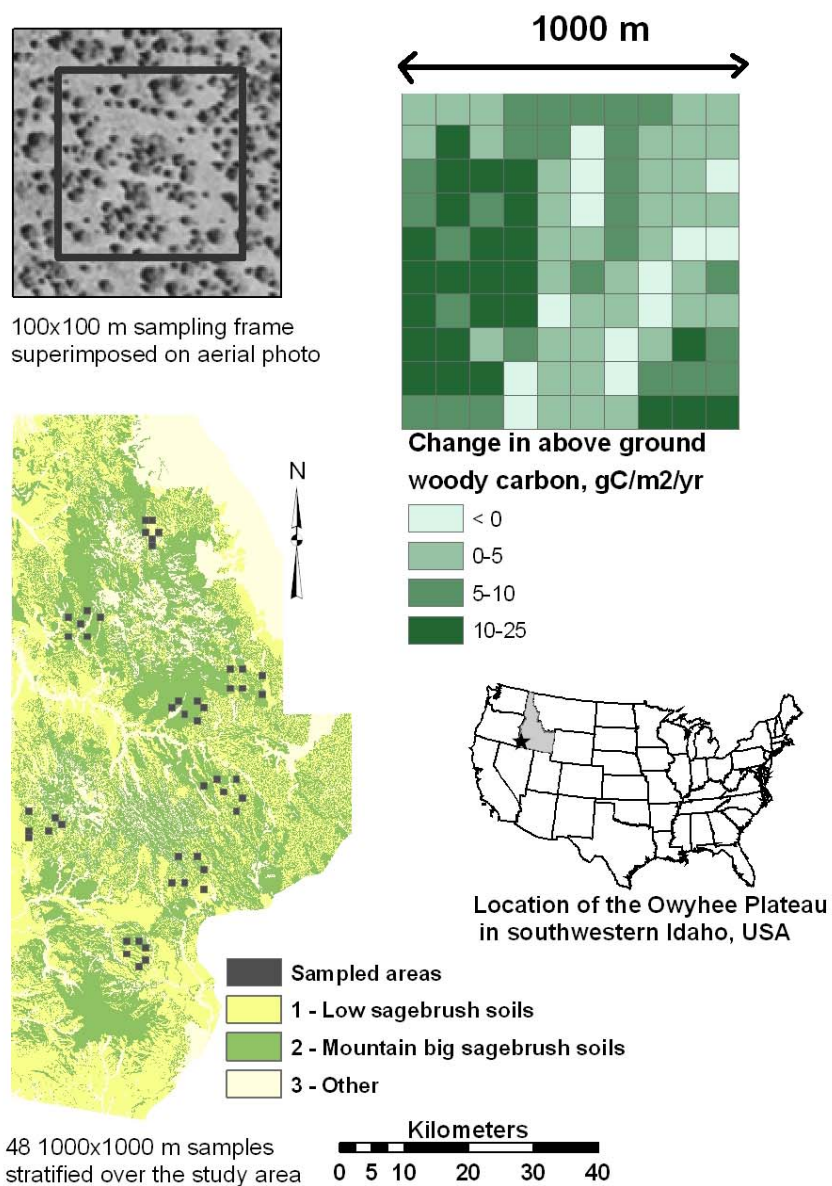 1000 m
100x100 m sampling frame
superimposed on aerial photo
Change in above ground
woody carbon, gC/m2/yr
< 0
0-5
5-10
10-25
N
Location of the Owyhee Plateau
in southwestern Idaho, USA
Sampled areas
1 - Low sagebrush soils
2 - Mountain big sagebrush soils
3 - Other
48 1000x1000 m samples
stratified over the study area
Kilometers
0 5 10 20 30 40